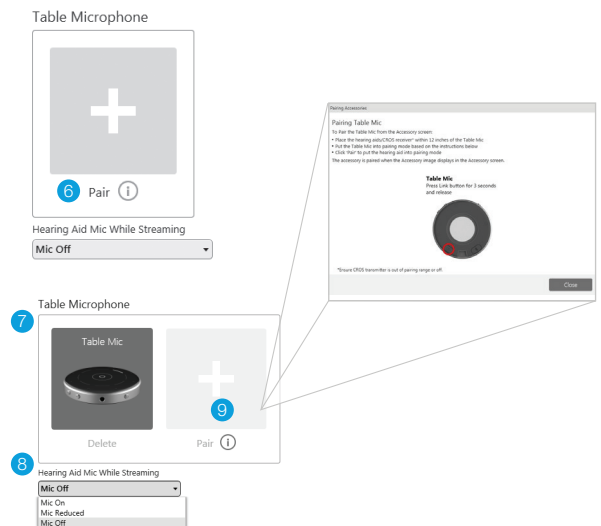 Table Microphone
6 Pair i
Hearing Aid Mic While Streaming
Mic Off
Pairing Accessories
Pairing Table Mic
To Pair the Table Mic from the Accessory screen:
• Place the hearing aids/CROS receiver* within 12 inches of the Table Mic
• Put the Table Mic into pairing mode based on the instructions below
• Click 'Pair' to put the hearing aid into pairing mode
The accessory is paired when the Accessory image displays in the Accessory screen.
Table Mic
Press Link button for 3 seconds
and release
*Ensure CROS transmitter is out of pairing range or off.
Close
Table Microphone
7
Table Mic
9
Delete
Pair i
8
Hearing Aid Mic While Streaming
Mic Off
Mic On
Mic Reduced
Mic Off